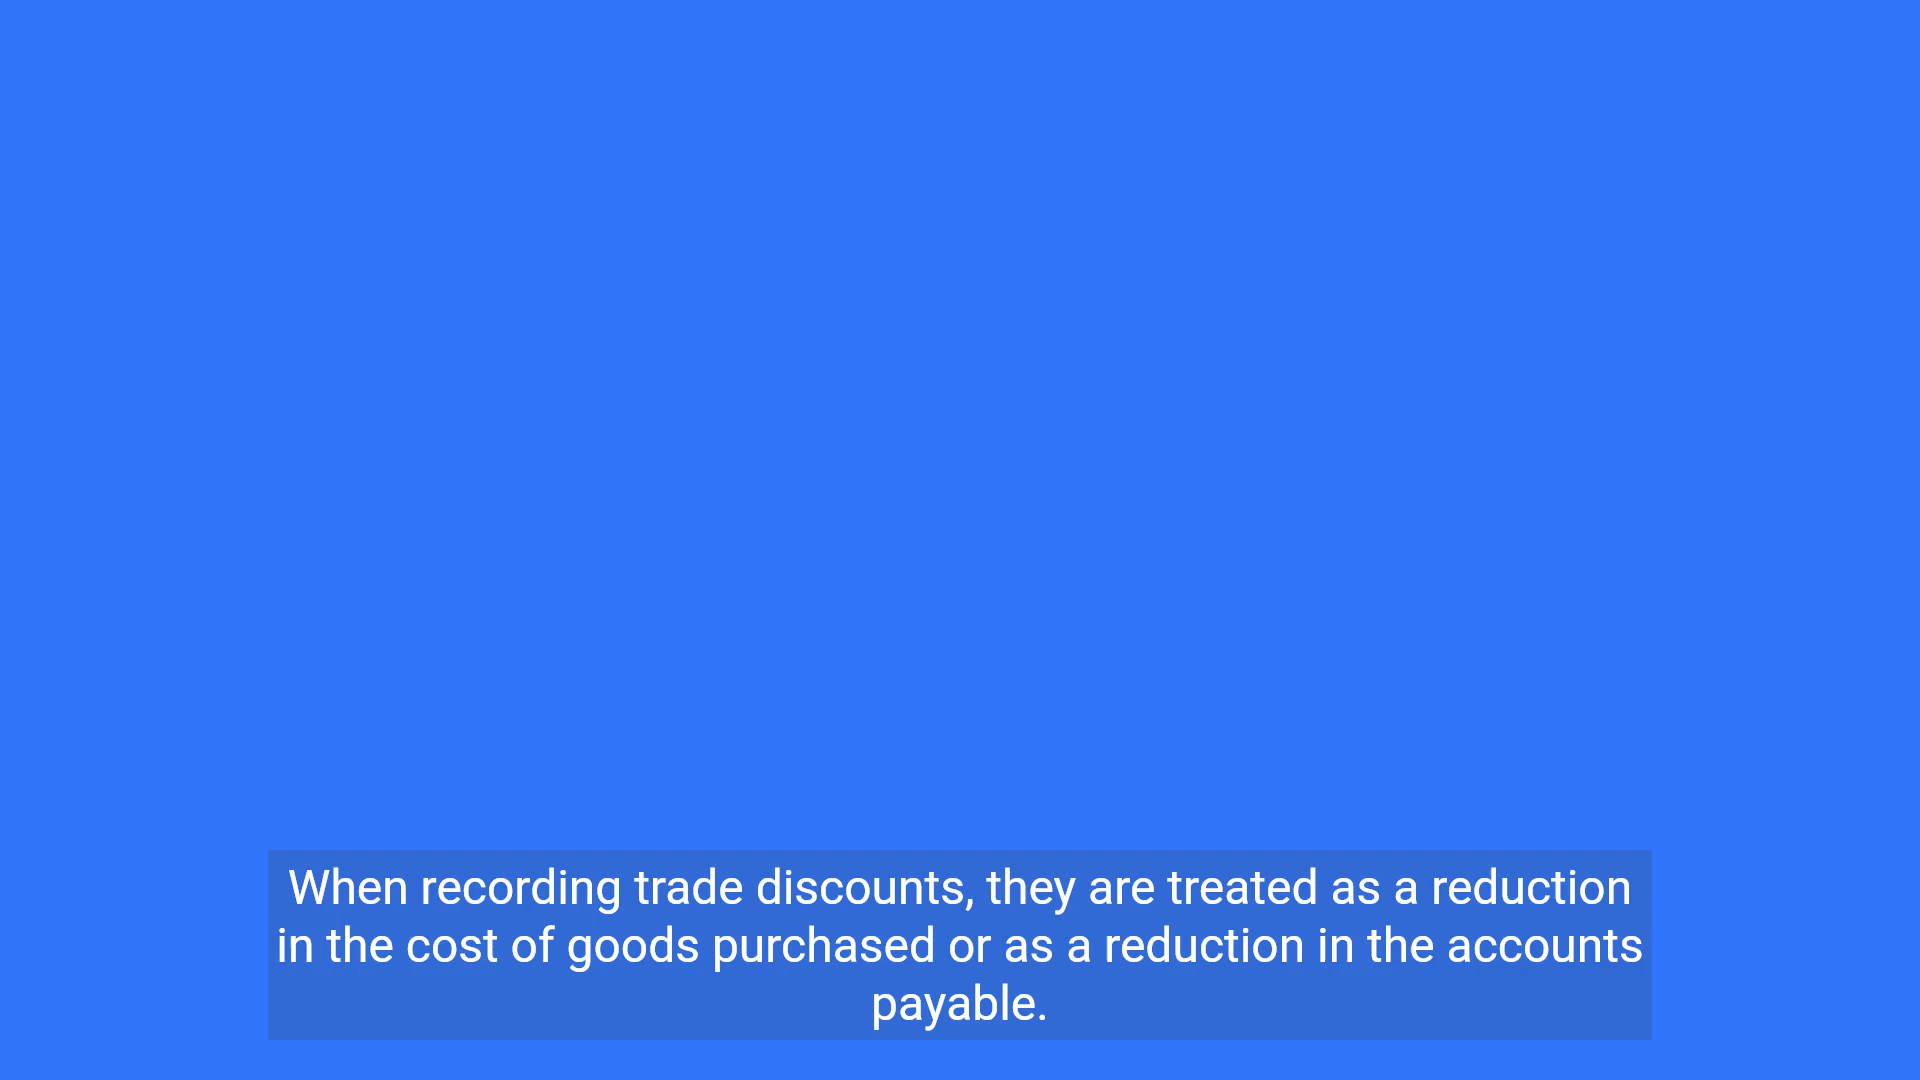 When recording trade discounts, they are treated as a reduction
in the cost of goods purchased or as a reduction in the accounts
payable.